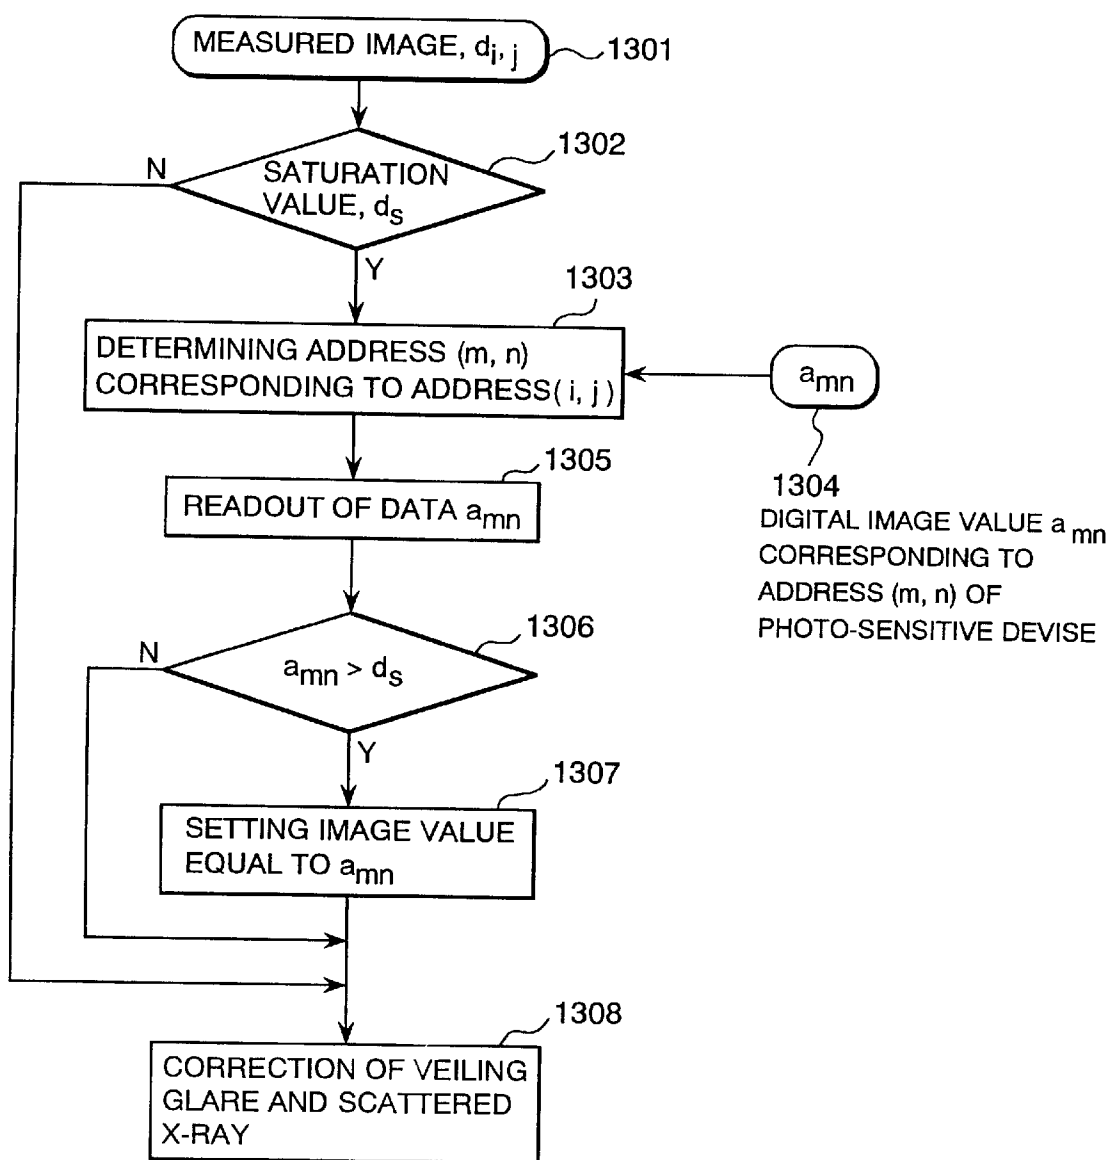 MEASURED IMAGE, di, j
1301
1302
N
SATURATION
VALUE, ds
Y
1303
DETERMINING ADDRESS (m, n)
CORRESPONDING TO ADDRESS( i, j )
amn
1304
DIGITAL IMAGE VALUE amn
CORRESPONDING TO
ADDRESS (m, n) OF
PHOTO-SENSITIVE DEVISE
1305
READOUT OF DATA amn
1306
N
amn > ds
Y
1307
SETTING IMAGE VALUE
EQUAL TO amn
1308
CORRECTION OF VEILING
GLARE AND SCATTERED
X-RAY